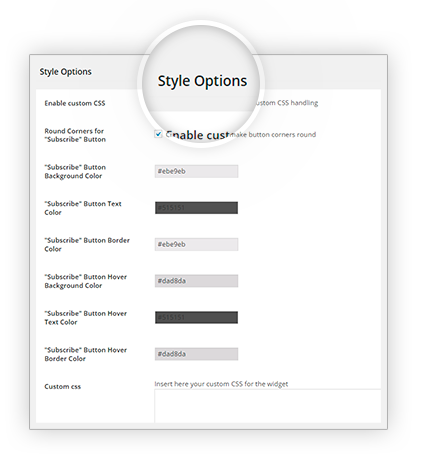 Style Options
Style Options
Enable custom CSS
ustom CSS handling
Round Corners for
"Subscribe" Button
Enable cust
make button corners round
"Subscribe" Button
Background Color
#ebe9eb
"Subscribe" Button Text
Color
#515151
"Subscribe" Button Border
Color
#ebe9eb
"Subscribe" Button Hover
Background Color
#dad8da
"Subscribe" Button Hover
Text Color
#515151
"Subscribe" Button Hover
Border Color
#dad8da
Custom css
Insert here your custom CSS for the widget